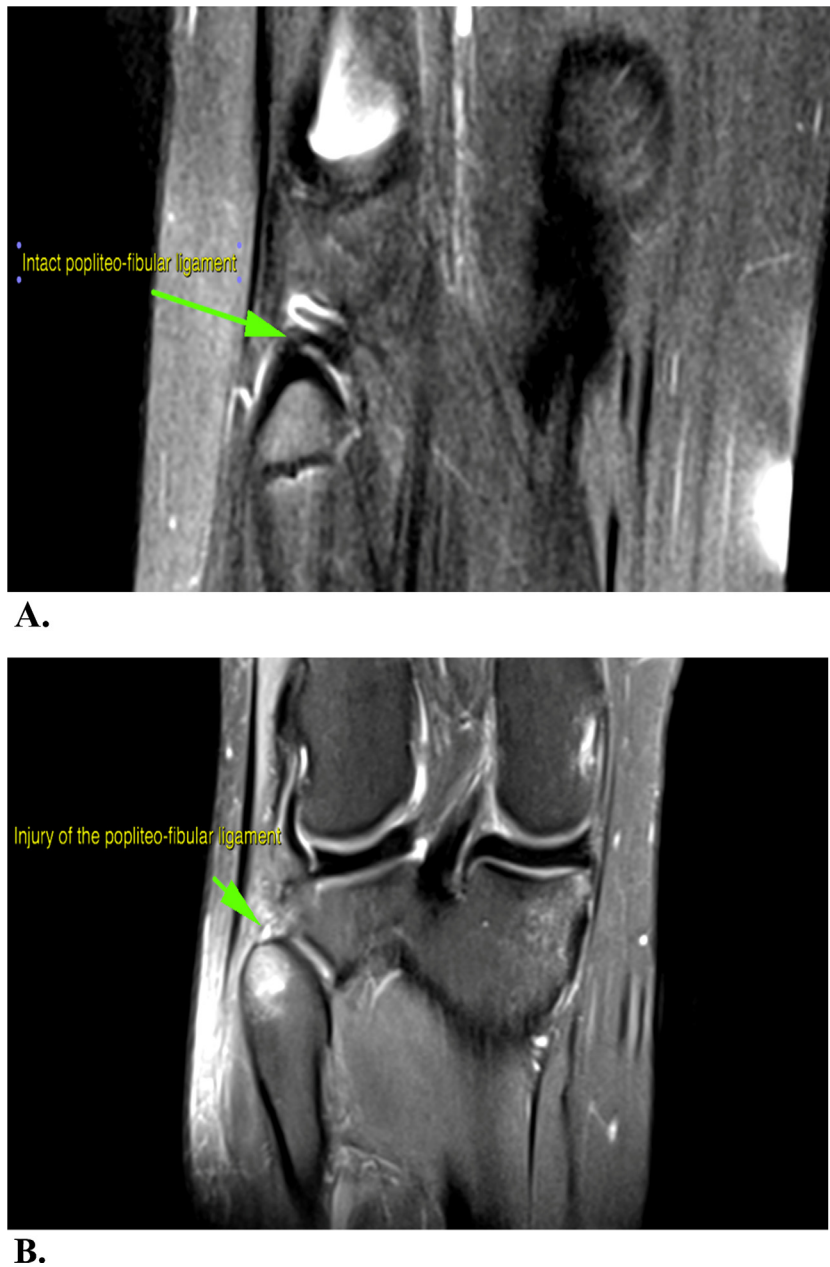 Intact popliteo-fibular ligament
A.
Injury of the popliteo-fibular ligament
B.